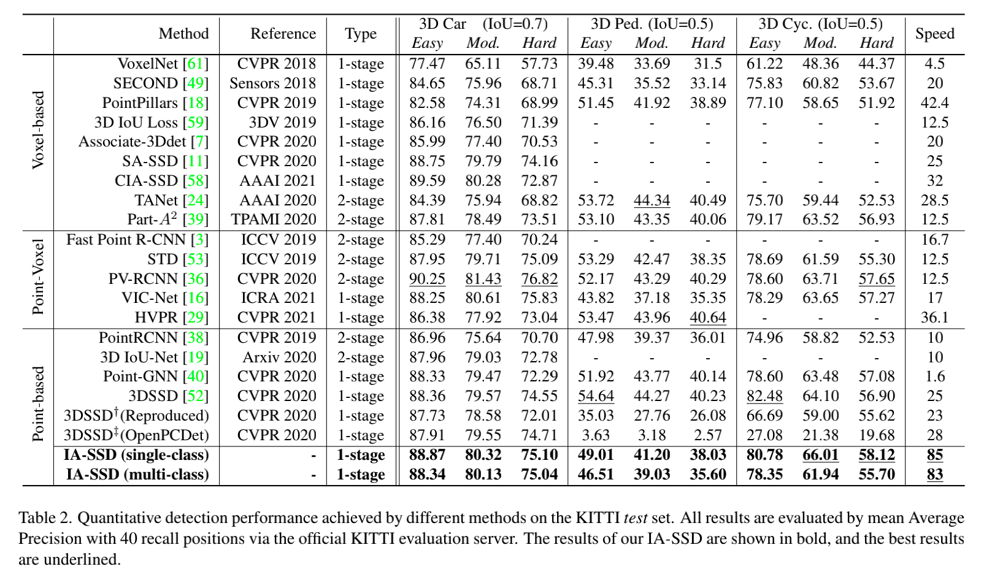 Method Reference Type 3D Car (IoU=0.7) 3D Ped. (IoU=0.5) 3D Cyc. (IoU=0.5) Speed
Easy Mod. Hard Easy Mod. Hard Easy Mod. Hard
Voxel-based
VoxelNet [61] CVPR 2018 1-stage 77.47 65.11 57.73 39.48 33.69 31.5 61.22 48.36 44.37 4.5
SECOND [49] Sensors 2018 1-stage 84.65 75.96 68.71 45.31 35.52 33.14 75.83 60.82 53.67 20
PointPillars [18] CVPR 2019 1-stage 82.58 74.31 68.99 51.45 41.92 38.89 77.10 58.65 51.92 42.4
3D IoU Loss [59] 3DV 2019 1-stage 86.16 76.50 71.39 - - - - - - 12.5
Associate-3Ddet [7] CVPR 2020 1-stage 85.99 77.40 70.53 - - - - - - 20
SA-SSD [11] CVPR 2020 1-stage 88.75 79.79 74.16 - - - - - - 25
CIA-SSD [58] AAAI 2021 1-stage 89.59 80.28 72.87 - - - - - - 32
TANet [24] AAAI 2020 2-stage 84.39 75.94 68.82 53.72 44.34 40.49 75.70 59.44 52.53 28.5
Part-A² [39] TPAMI 2020 2-stage 87.81 78.49 73.51 53.10 43.35 40.06 79.17 63.52 56.93 12.5
Point-Voxel
Fast Point R-CNN [3] ICCV 2019 2-stage 85.29 77.40 70.24 - - - - - - 16.7
STD [53] ICCV 2019 2-stage 87.95 79.71 75.09 53.29 42.47 38.35 78.69 61.59 55.30 12.5
PV-RCNN [36] CVPR 2020 2-stage 90.25 81.43 76.82 52.17 43.29 40.29 78.60 63.71 57.65 12.5
VIC-Net [16] ICRA 2021 1-stage 88.25 80.61 75.83 43.82 37.18 35.35 78.29 63.65 57.27 17
HVPR [29] CVPR 2021 1-stage 86.38 77.92 73.04 53.47 43.96 40.64 - - - 36.1
Point-based
PointRCNN [38] CVPR 2019 2-stage 86.96 75.64 70.70 47.98 39.37 36.01 74.96 58.82 52.53 10
3D IoU-Net [19] Arxiv 2020 2-stage 87.96 79.03 72.78 - - - - - - 10
Point-GNN [40] CVPR 2020 1-stage 88.33 79.47 72.29 51.92 43.77 40.14 78.60 63.48 57.08 1.6
3DSSD [52] CVPR 2020 1-stage 88.36 79.57 74.55 54.64 44.27 40.23 82.48 64.10 56.90 25
3DSSD†(Reproduced) CVPR 2020 1-stage 87.73 78.58 72.01 35.03 27.76 26.08 66.69 59.00 55.62 23
3DSSD‡(OpenPCDet) CVPR 2020 1-stage 87.91 79.55 74.71 3.63 3.18 2.57 27.08 21.38 19.68 28
IA-SSD (single-class) - 1-stage 88.87 80.32 75.10 49.01 41.20 38.03 80.78 66.01 58.12 85
IA-SSD (multi-class) - 1-stage 88.34 80.13 75.04 46.51 39.03 35.60 78.35 61.94 55.70 83
Table 2. Quantitative detection performance achieved by different methods on the KITTI test set. All results are evaluated by mean Average
Precision with 40 recall positions via the official KITTI evaluation server. The results of our IA-SSD are shown in bold, and the best results
are underlined.